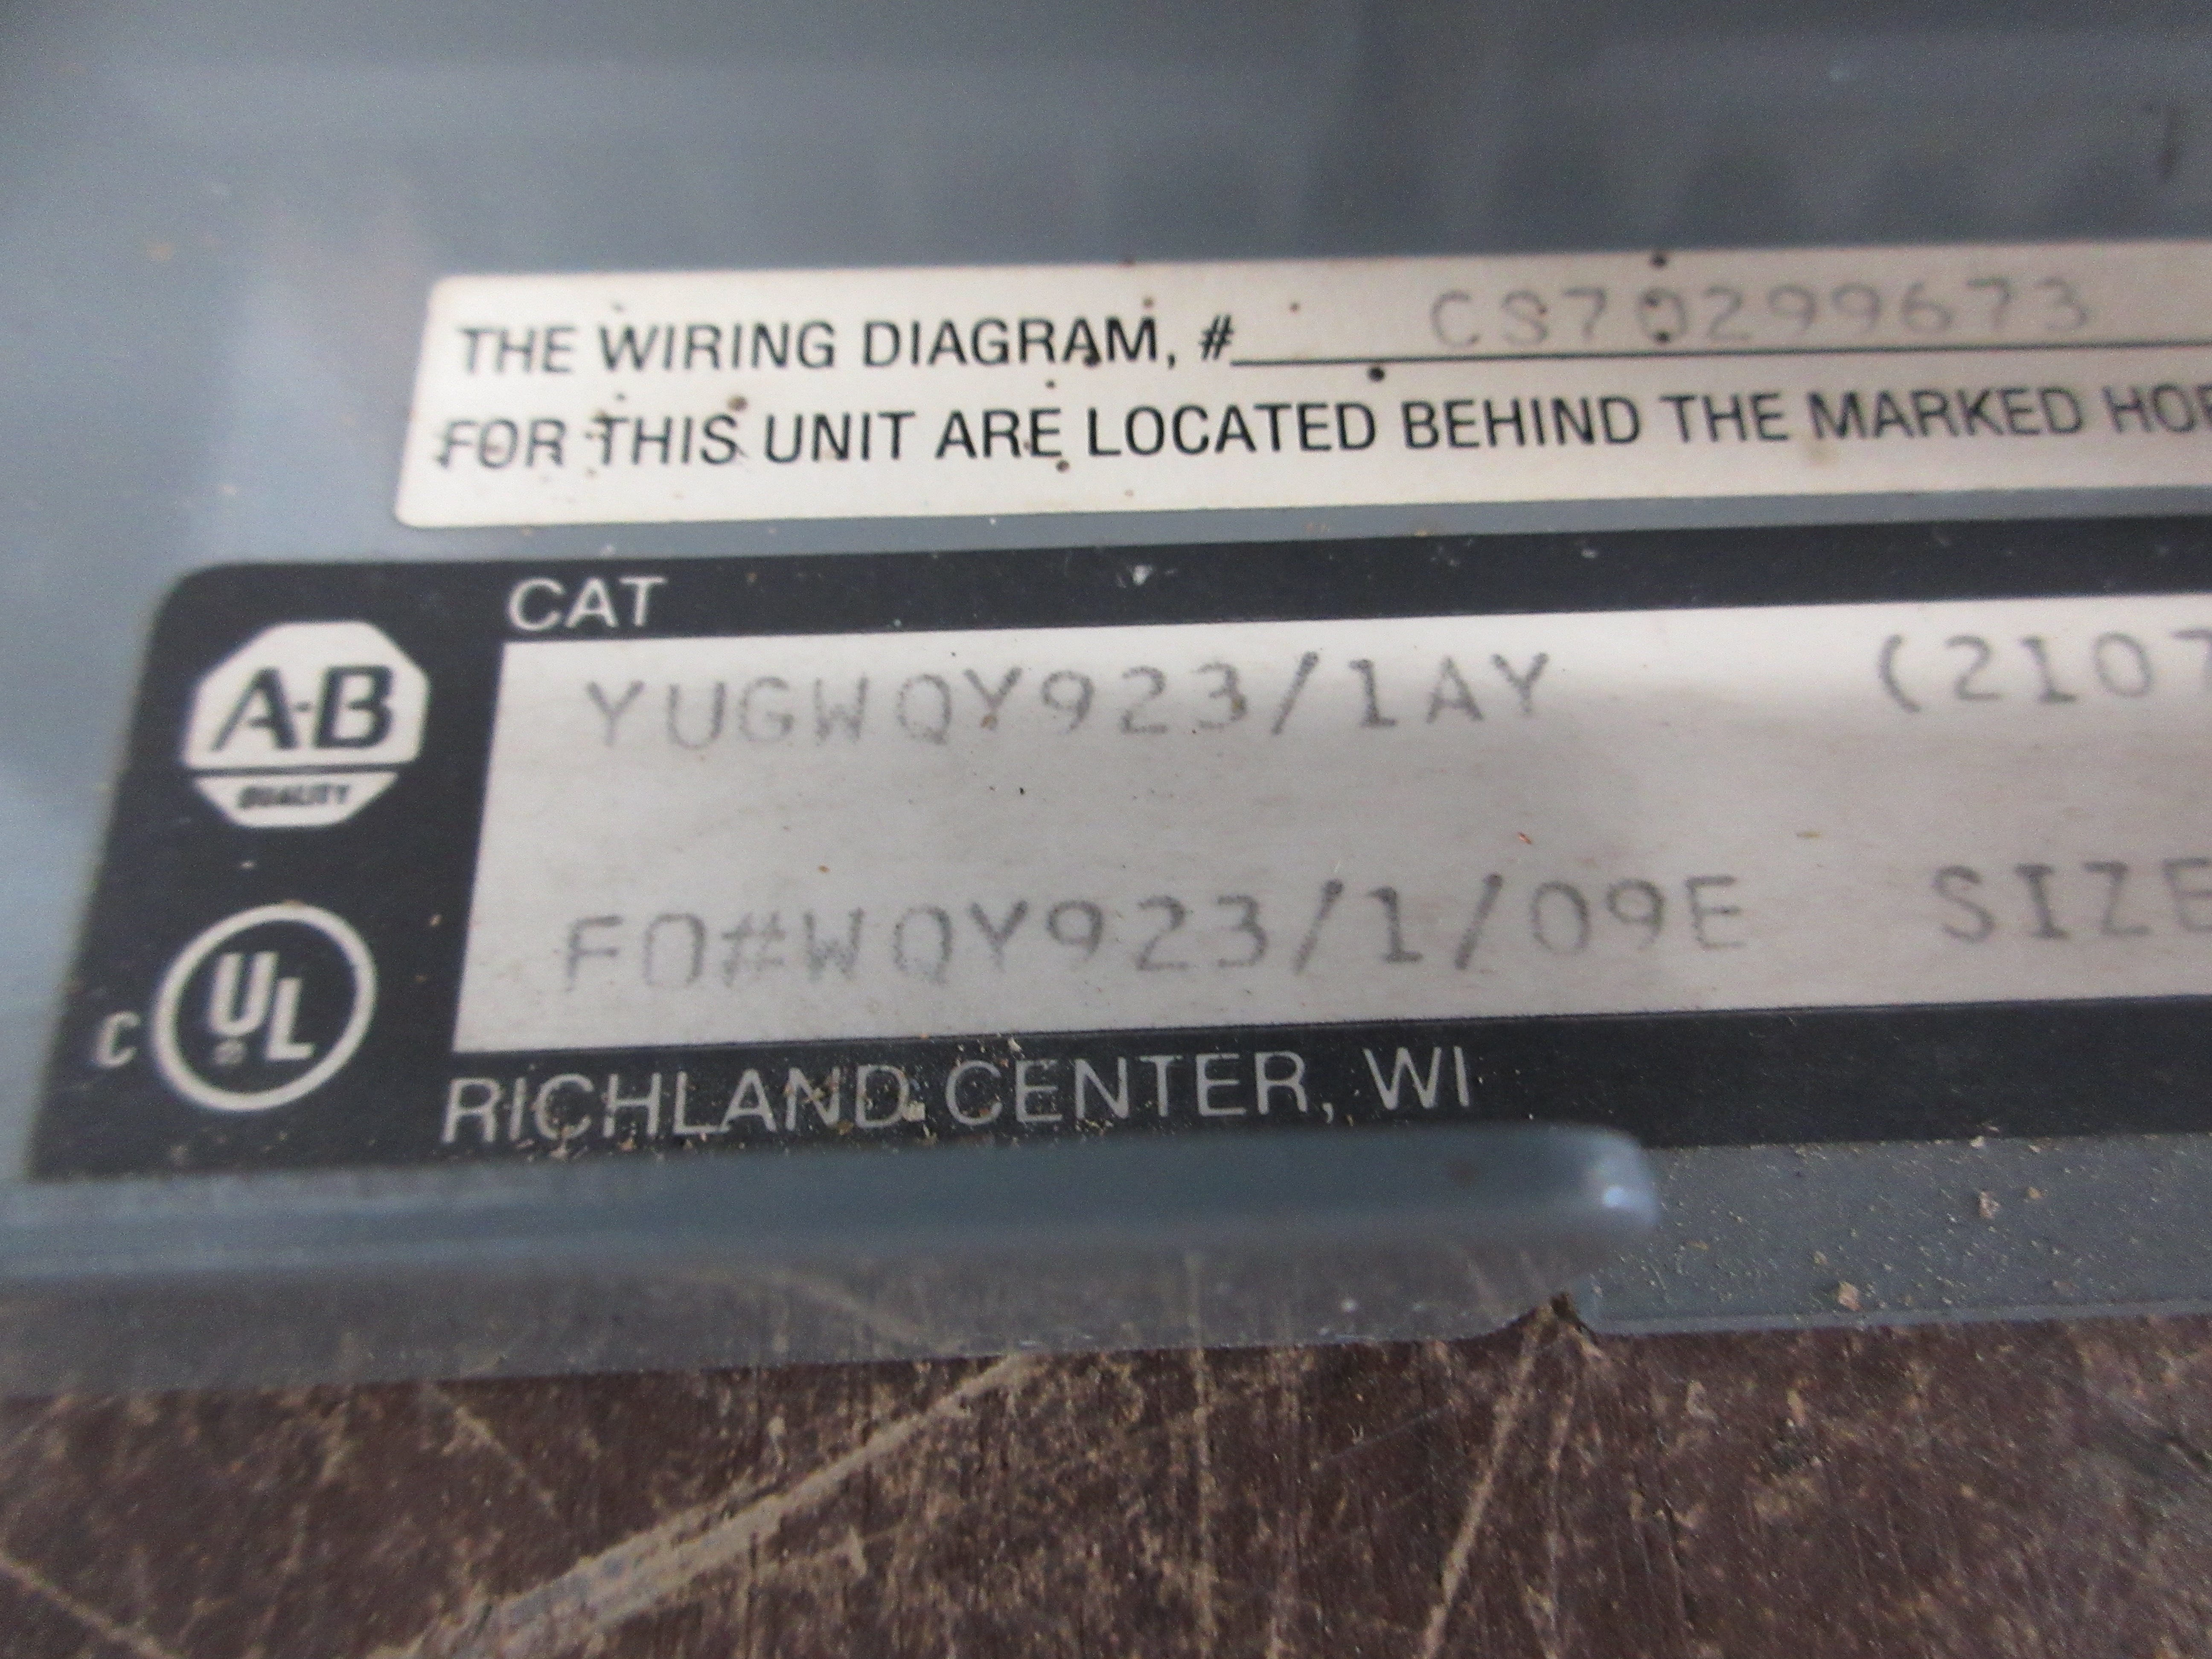 THE WIRING DIAGRAM, # CS70299673
FOR THIS UNIT ARE LOCATED BEHIND THE MARKED HO
CAT
A-B
QUALITY
YUGWQY923/1AY (2107
FO#WQY923/1/09E SIZE
C UL
RICHLAND CENTER, WI